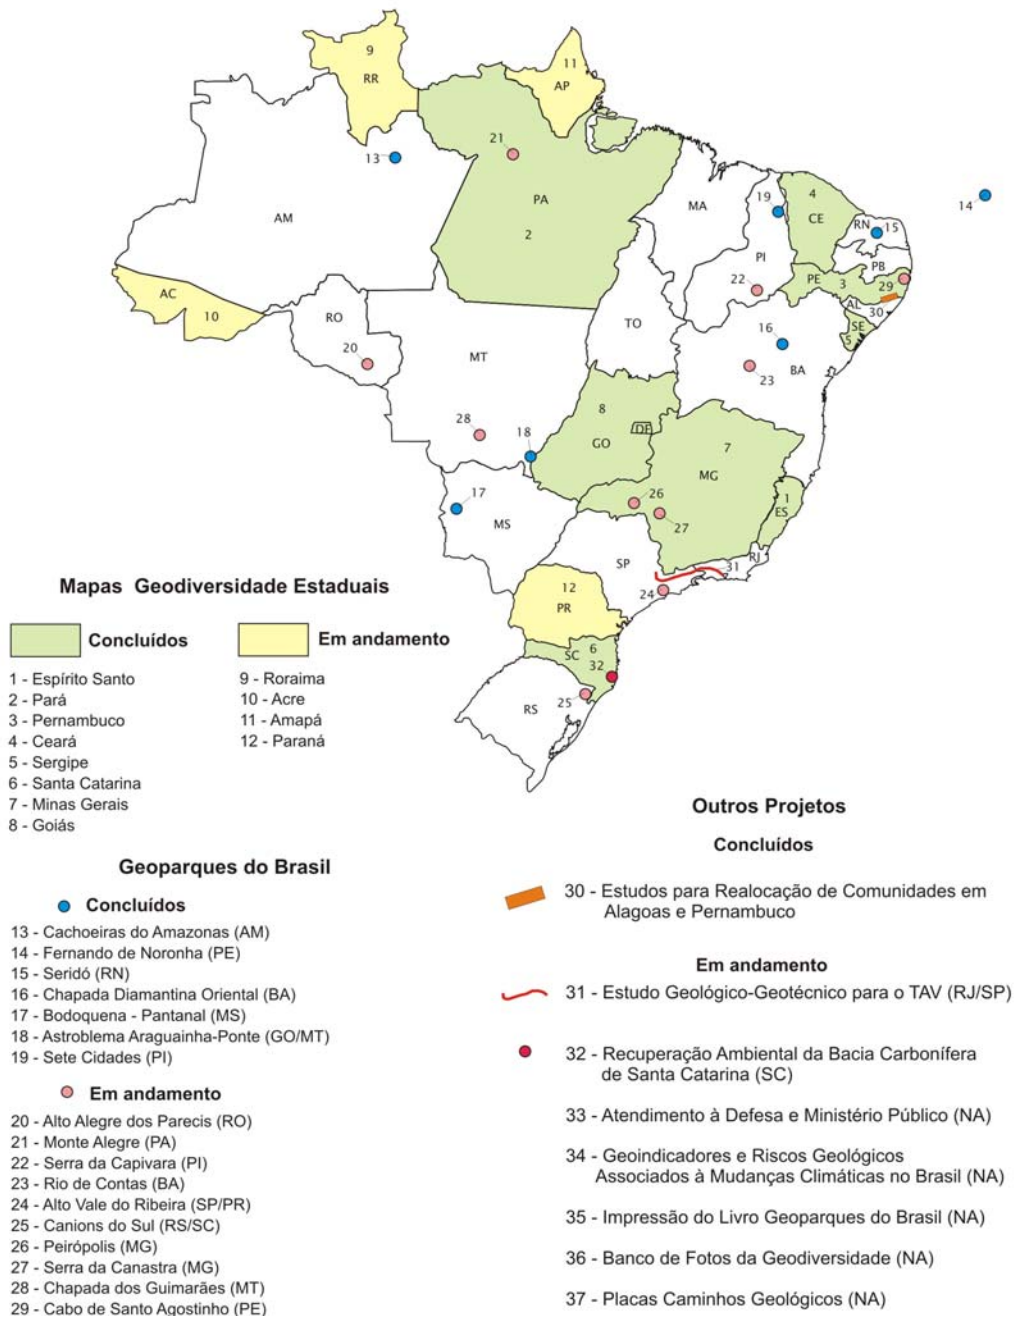 9
RR
11
AP
13
21
PA
2
AM
MA
19
4
CE
14
RN
15
PI
PB
22
PE
3
29
AL
30
SE
5
AC
10
RO
20
TO
16
BA
23
MT
28
18
8
DF
GO
7
MG
17
MS
26
27
1
ES
SP
RJ
31
24
12
PR
SC
6
32
25
RS
Mapas Geodiversidade Estaduais
Concluídos
1 - Espírito Santo
2 - Pará
3 - Pernambuco
4 - Ceará
5 - Sergipe
6 - Santa Catarina
7 - Minas Gerais
8 - Goiás
Em andamento
9 - Roraima
10 - Acre
11 - Amapá
12 - Paraná
Geoparques do Brasil
Concluídos
13 - Cachoeiras do Amazonas (AM)
14 - Fernando de Noronha (PE)
15 - Seridó (RN)
16 - Chapada Diamantina Oriental (BA)
17 - Bodoquena - Pantanal (MS)
18 - Astroblema Araguainha-Ponte (GO/MT)
19 - Sete Cidades (PI)
Em andamento
20 - Alto Alegre dos Parecis (RO)
21 - Monte Alegre (PA)
22 - Serra da Capivara (PI)
23 - Rio de Contas (BA)
24 - Alto Vale do Ribeira (SP/PR)
25 - Canions do Sul (RS/SC)
26 - Peirópolis (MG)
27 - Serra da Canastra (MG)
28 - Chapada dos Guimarães (MT)
29 - Cabo de Santo Agostinho (PE)
Outros Projetos
Concluídos
30 - Estudos para Realocação de Comunidades em
Alagoas e Pernambuco
Em andamento
31 - Estudo Geológico-Geotécnico para o TAV (RJ/SP)
32 - Recuperação Ambiental da Bacia Carbonífera
de Santa Catarina (SC)
33 - Atendimento à Defesa e Ministério Público (NA)
34 - Geoindicadores e Riscos Geológicos
Associados à Mudanças Climáticas no Brasil (NA)
35 - Impressão do Livro Geoparques do Brasil (NA)
36 - Banco de Fotos da Geodiversidade (NA)
37 - Placas Caminhos Geológicos (NA)